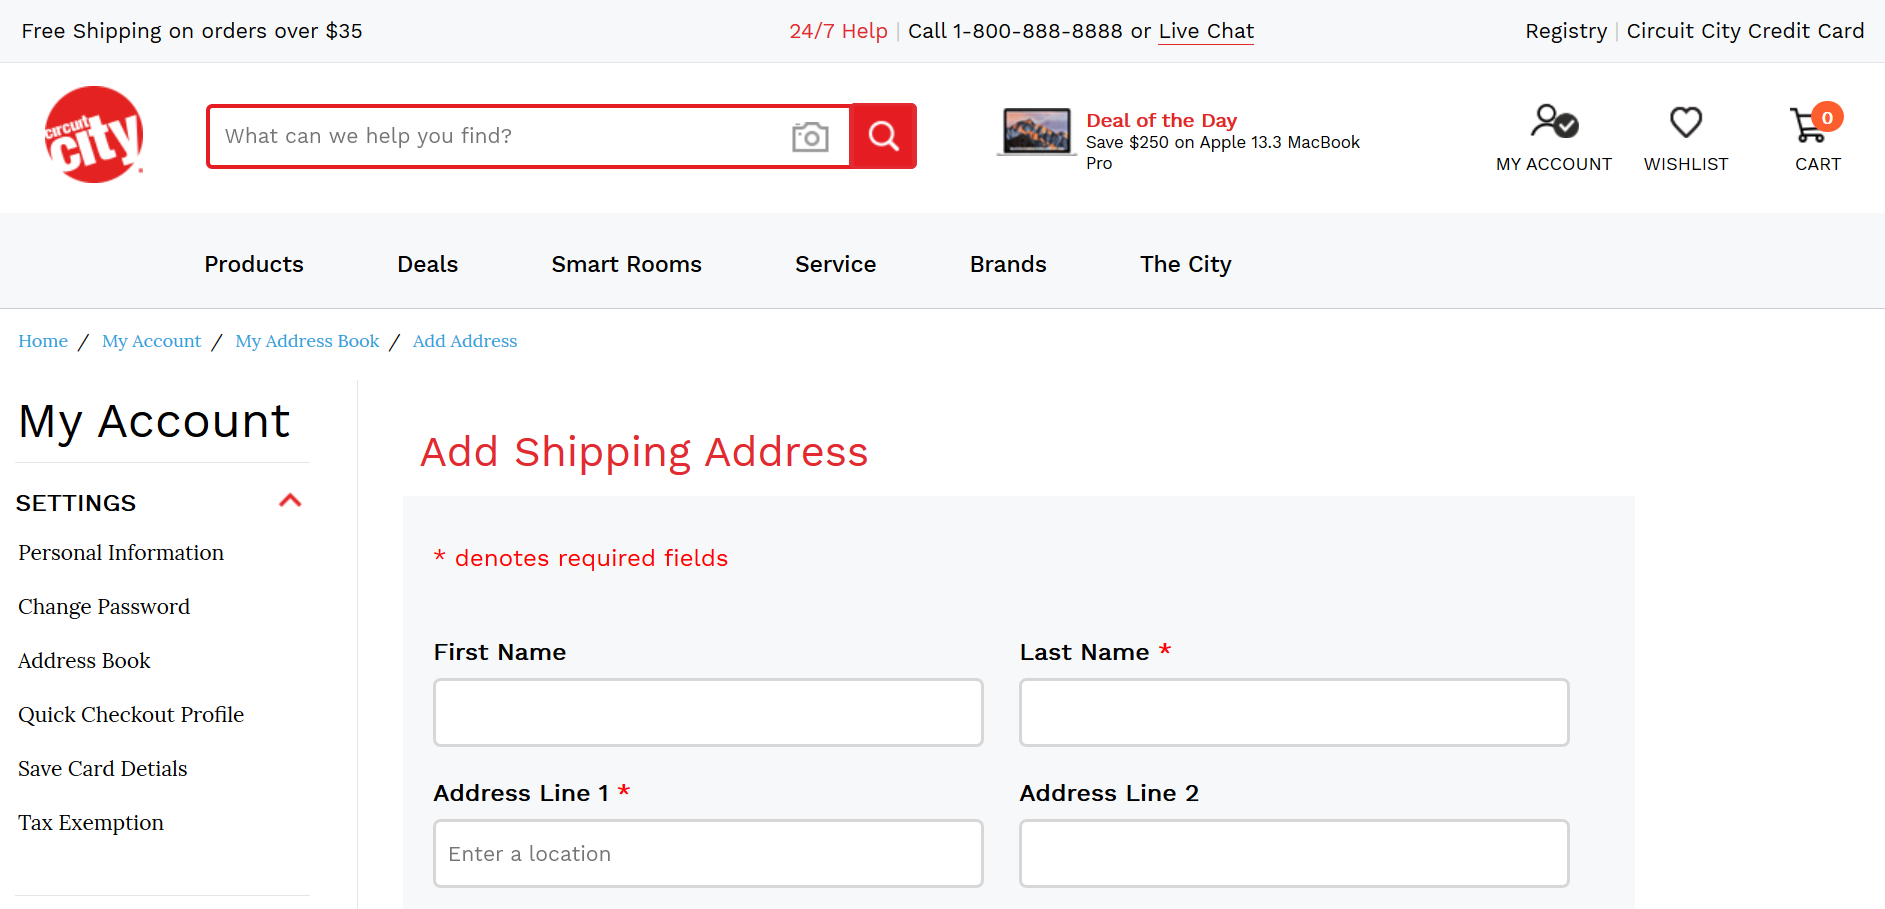 Free Shipping on orders over $35
24/7 Help | Call 1-800-888-8888 or Live Chat
Registry | Circuit City Credit Card
circuit
city
What can we help you find?
Deal of the Day
Save $250 on Apple 13.3 MacBook
Pro
MY ACCOUNT
WISHLIST
0
CART
Products
Deals
Smart Rooms
Service
Brands
The City
Home / My Account / My Address Book / Add Address
My Account
SETTINGS
Personal Information
Change Password
Address Book
Quick Checkout Profile
Save Card Detials
Tax Exemption
Add Shipping Address
* denotes required fields
First Name
Last Name *
Address Line 1 *
Address Line 2
Enter a location